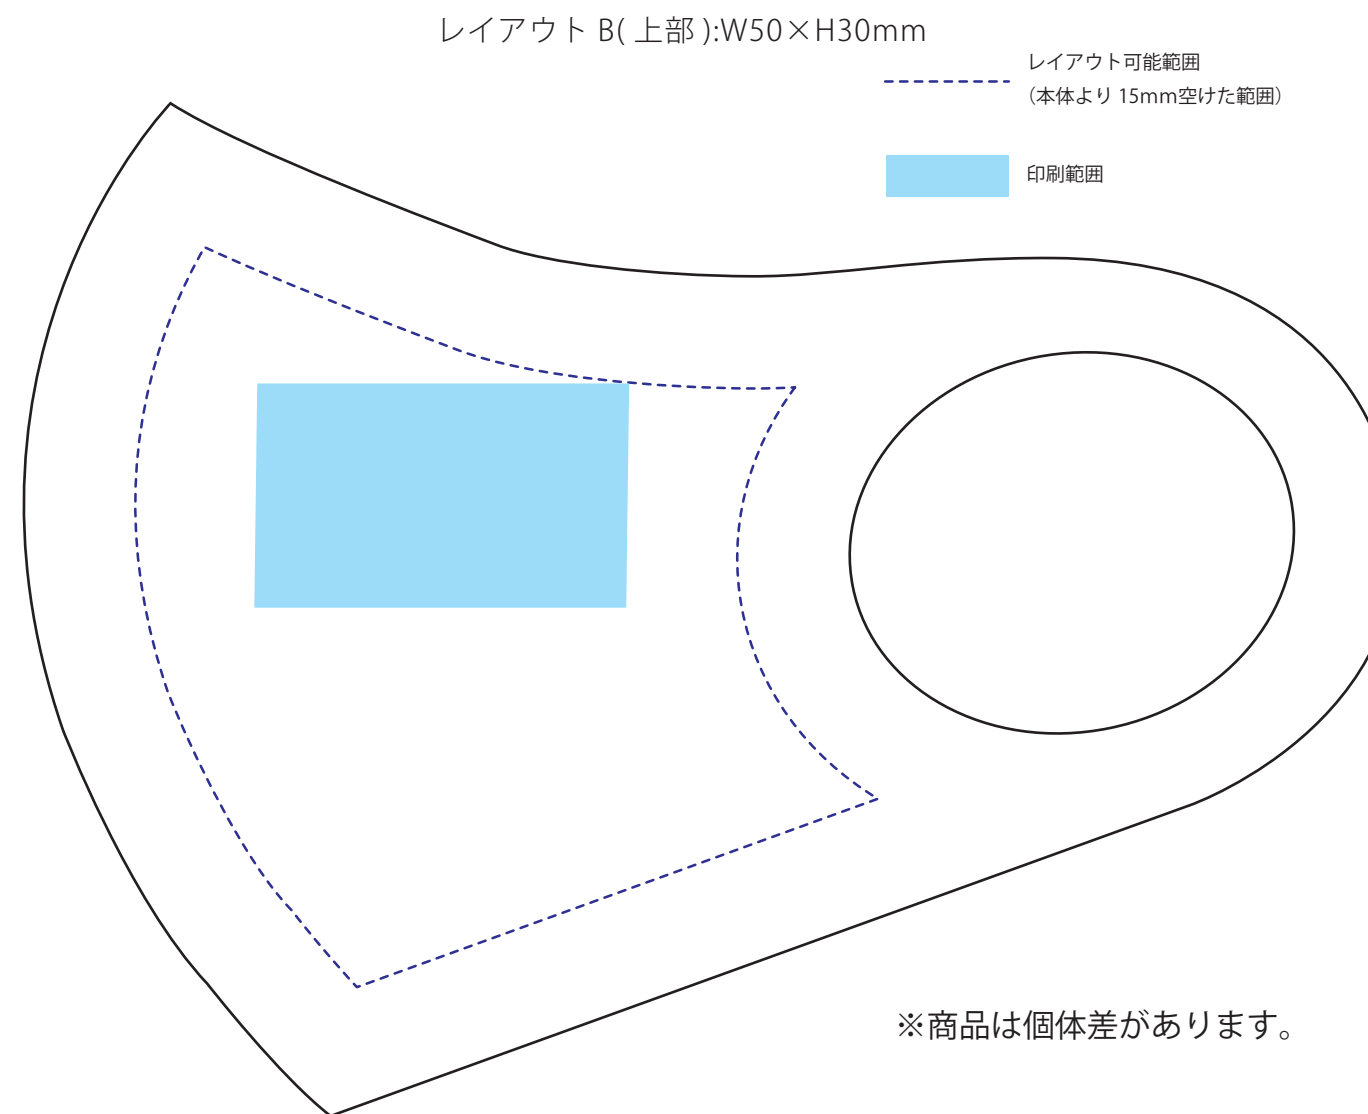 レイアウト B( 上部 ):W50×H30mm
レイアウト可能範囲
（本体より 15mm空けた範囲）
印刷範囲
※商品は個体差があります。